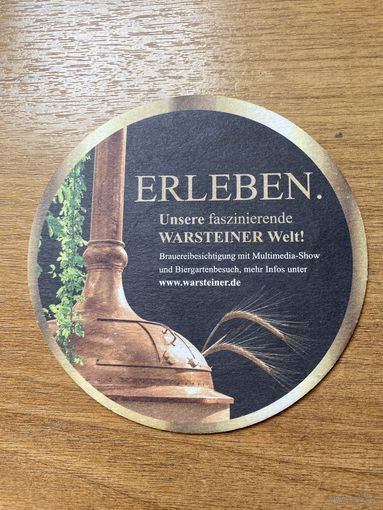 ERLEBEN.
Unsere faszinierende
WARSTEINER Welt!
Brauereibesichtigung mit Multimedia-Show
und Biergartenbesuch, mehr Infos unter
www.warsteiner.de